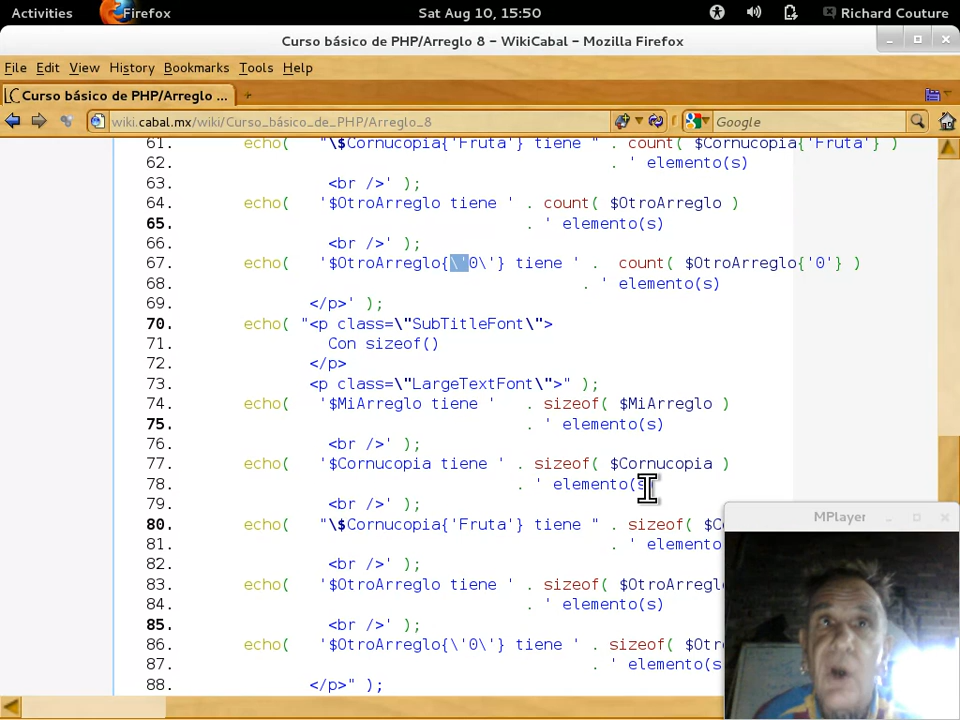 Activities Firefox Sat Aug 10, 15:50 Richard Couture
Curso básico de PHP/Arreglo 8 – WikiCabal – Mozilla Firefox
File Edit View History Bookmarks Tools Help
Curso básico de PHP/Arreglo ...
wiki.cabal.mx/wiki/Curso_básico_de_PHP/Arreglo_8 Google
61. echo( "\$Cornucopia{'Fruta'} tiene " . count( $Cornucopia{'Fruta'} )
62. . ' elemento(s)
63. <br />' );
64. echo( '$OtroArreglo tiene ' . count( $OtroArreglo )
65. . ' elemento(s)
66. <br />' );
67. echo( '$OtroArreglo{\'0\'} tiene ' . count( $OtroArreglo{'0'} )
68. . ' elemento(s)
69. </p>' );
70. echo( "<p class=\"SubTitleFont\">
71. Con sizeof()
72. </p>
73. <p class=\"LargeTextFont\">" );
74. echo( '$MiArreglo tiene ' . sizeof( $MiArreglo )
75. . ' elemento(s)
76. <br />' );
77. echo( '$Cornucopia tiene ' . sizeof( $Cornucopia )
78. . ' elemento(s)
79. <br />' );
80. echo( "\$Cornucopia{'Fruta'} tiene " . sizeof( $C
81. . ' elemento
82. <br />' );
83. echo( '$OtroArreglo tiene ' . sizeof( $OtroArregl
84. . ' elemento(s)
85. <br />' );
86. echo( '$OtroArreglo{\'0\'} tiene ' . sizeof( $Otr
87. . ' elemento(s
88. </p>" );
MPlayer